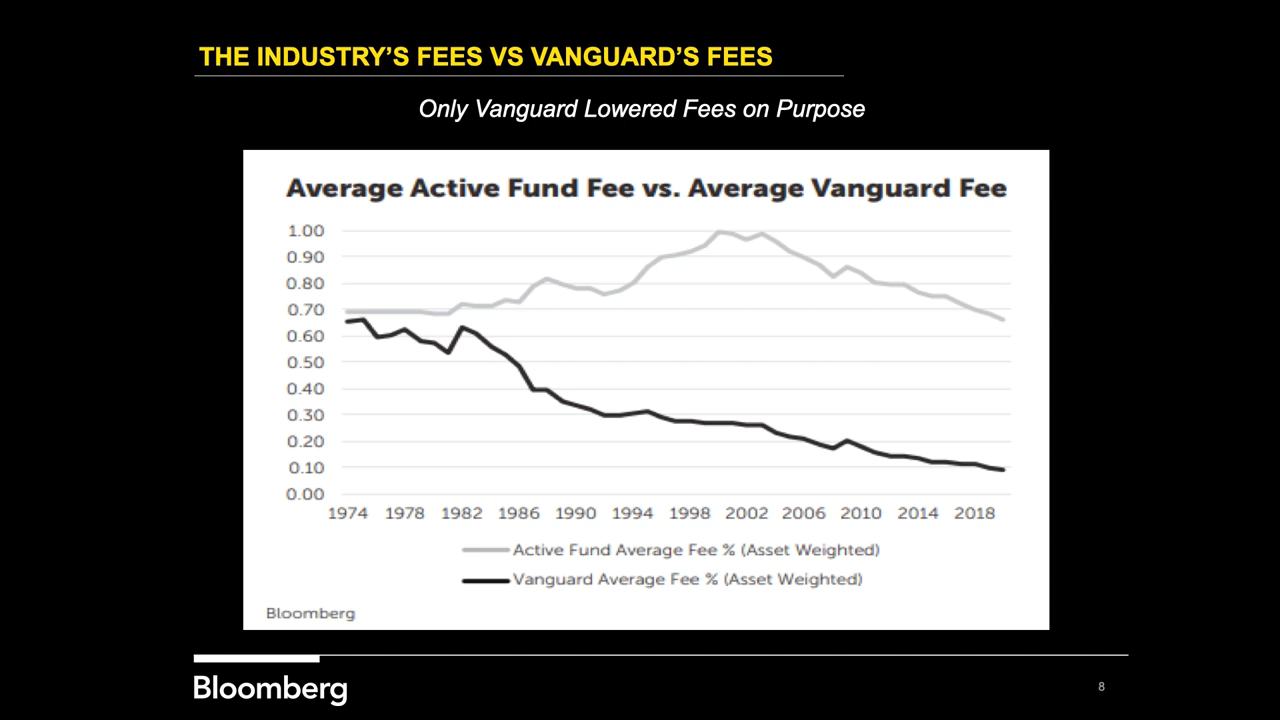 THE INDUSTRY'S FEES VS VANGUARD'S FEES
Only Vanguard Lowered Fees on Purpose
Average Active Fund Fee vs. Average Vanguard Fee
1.00
0.90
0.80
0.70
0.60
0.50
0.40
0.30
0.20
0.10
0.00
1974 1978 1982 1986 1990 1994 1998 2002 2006 2010 2014 2018
Active Fund Average Fee % (Asset Weighted)
Vanguard Average Fee % (Asset Weighted)
Bloomberg
Bloomberg
8